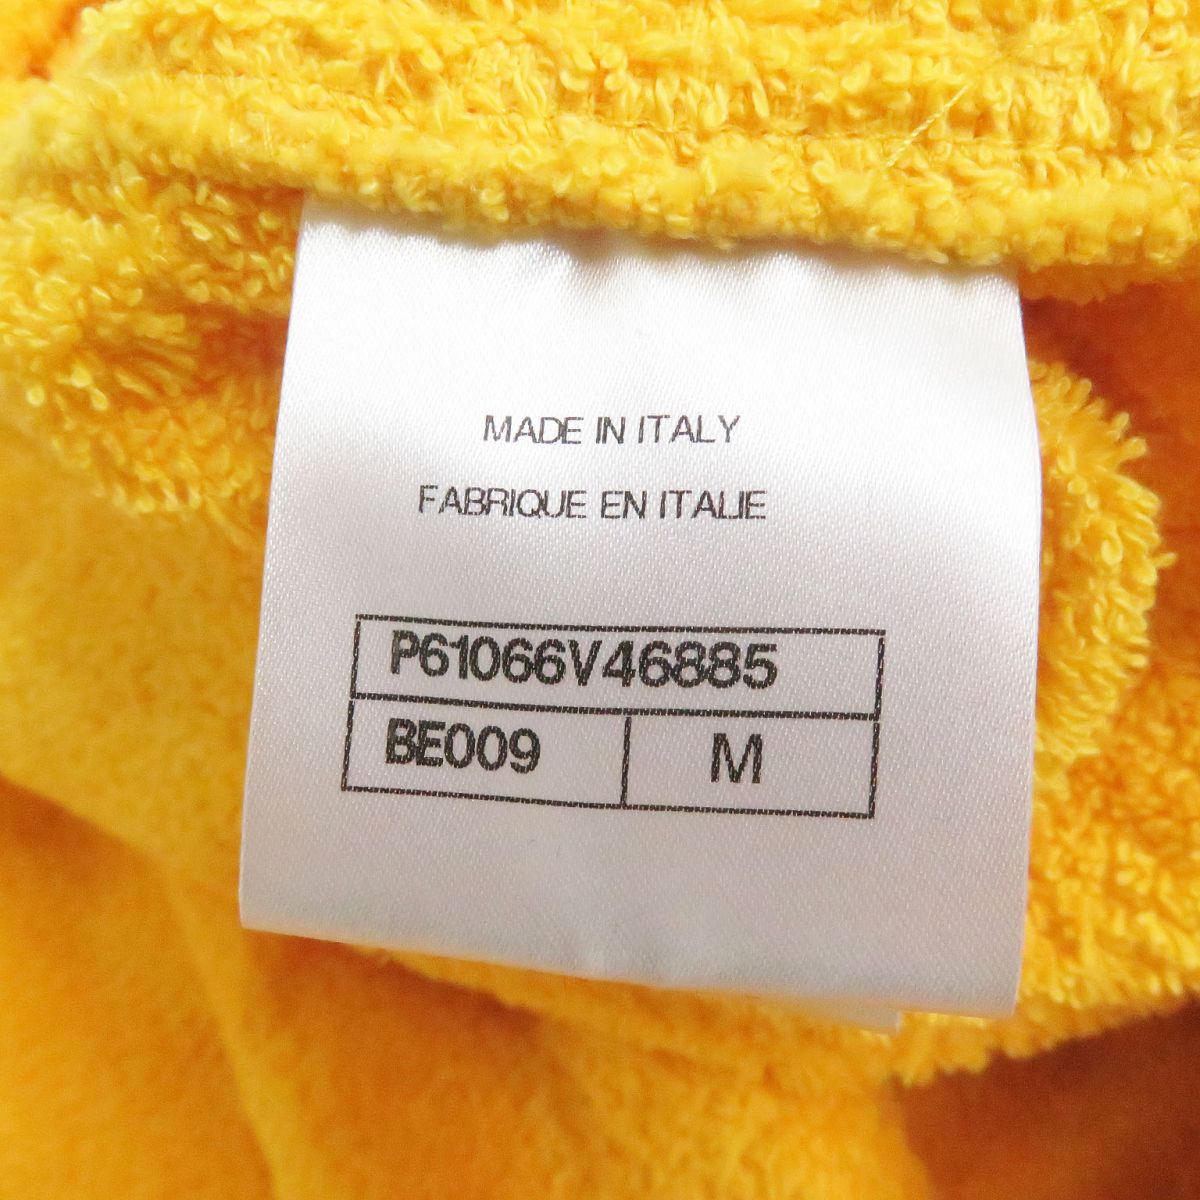 MADE IN ITALY
FABRIQUE EN ITALIE
P61066V46885
BE009 M